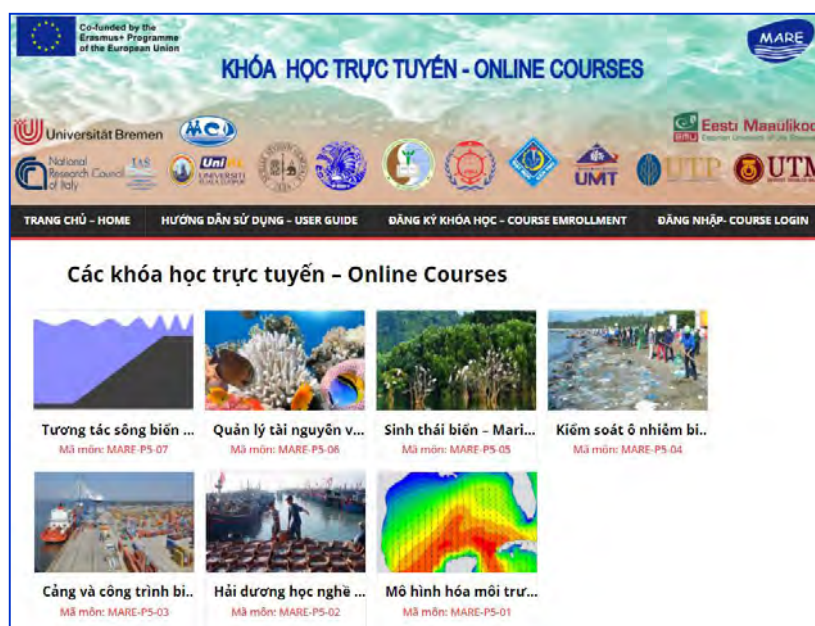 Co-funded by the
Erasmus+ Programme
of the European Union
MARE
KHÓA HỌC TRỰC TUYẾN - ONLINE COURSES
Universität Bremen
Eesti Maaülikool
EMU
National
Research Council
of Italy
IAS
UniKL
UNIVERSITI
KUALA LUMPUR
UMT
UTP
UTM
TRANG CHỦ – HOME
HƯỚNG DẪN SỬ DỤNG – USER GUIDE
ĐĂNG KÝ KHÓA HỌC – COURSE EMROLLMENT
ĐĂNG NHẬP- COURSE LOGIN
Các khóa học trực tuyến – Online Courses
Tương tác sông biển ...
Quản lý tài nguyên v...
Sinh thái biển – Mari...
Kiểm soát ô nhiễm bi..
Mã môn: MARE-P5-07
Mã môn: MARE-P5-06
Mã môn: MARE-P5-05
Mã môn: MARE-P5-04
Cảng và công trình bi..
Hải dương học nghề ...
Mô hình hóa môi trư...
Mã môn: MARE-P5-03
Mã môn: MARE-P5-02
Mã môn: MARE-P5-01